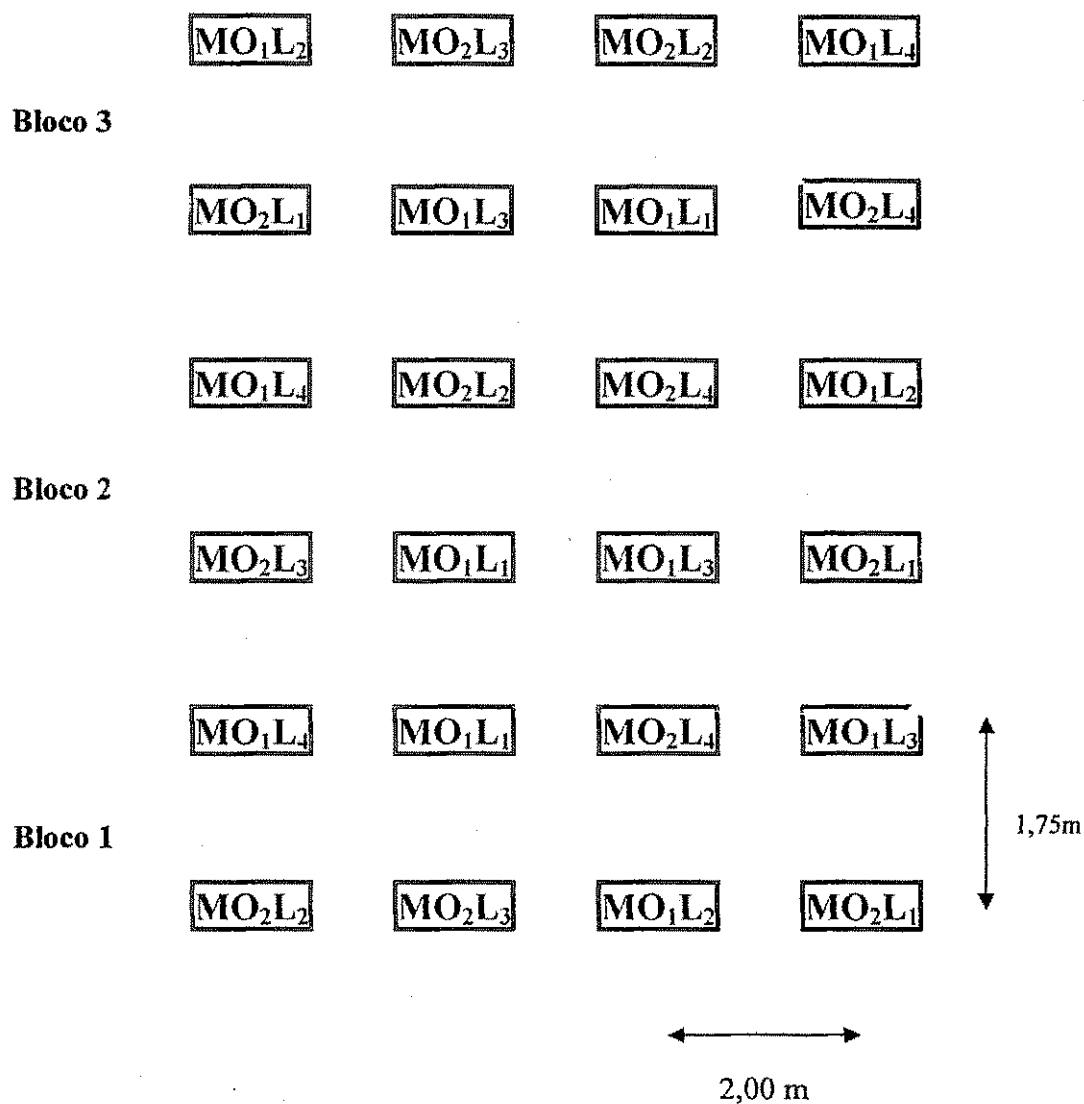 MO₁L₂ MO₂L₃ MO₂L₂ MO₁L₄
Bloco 3
MO₂L₁ MO₁L₃ MO₁L₁ MO₂L₄
MO₁L₄ MO₂L₂ MO₂L₄ MO₁L₂
Bloco 2
MO₂L₃ MO₁L₁ MO₁L₃ MO₂L₁
MO₁L₄ MO₁L₁ MO₂L₄ MO₁L₃
Bloco 1
1,75m
MO₂L₂ MO₂L₃ MO₁L₂ MO₂L₁
2,00 m